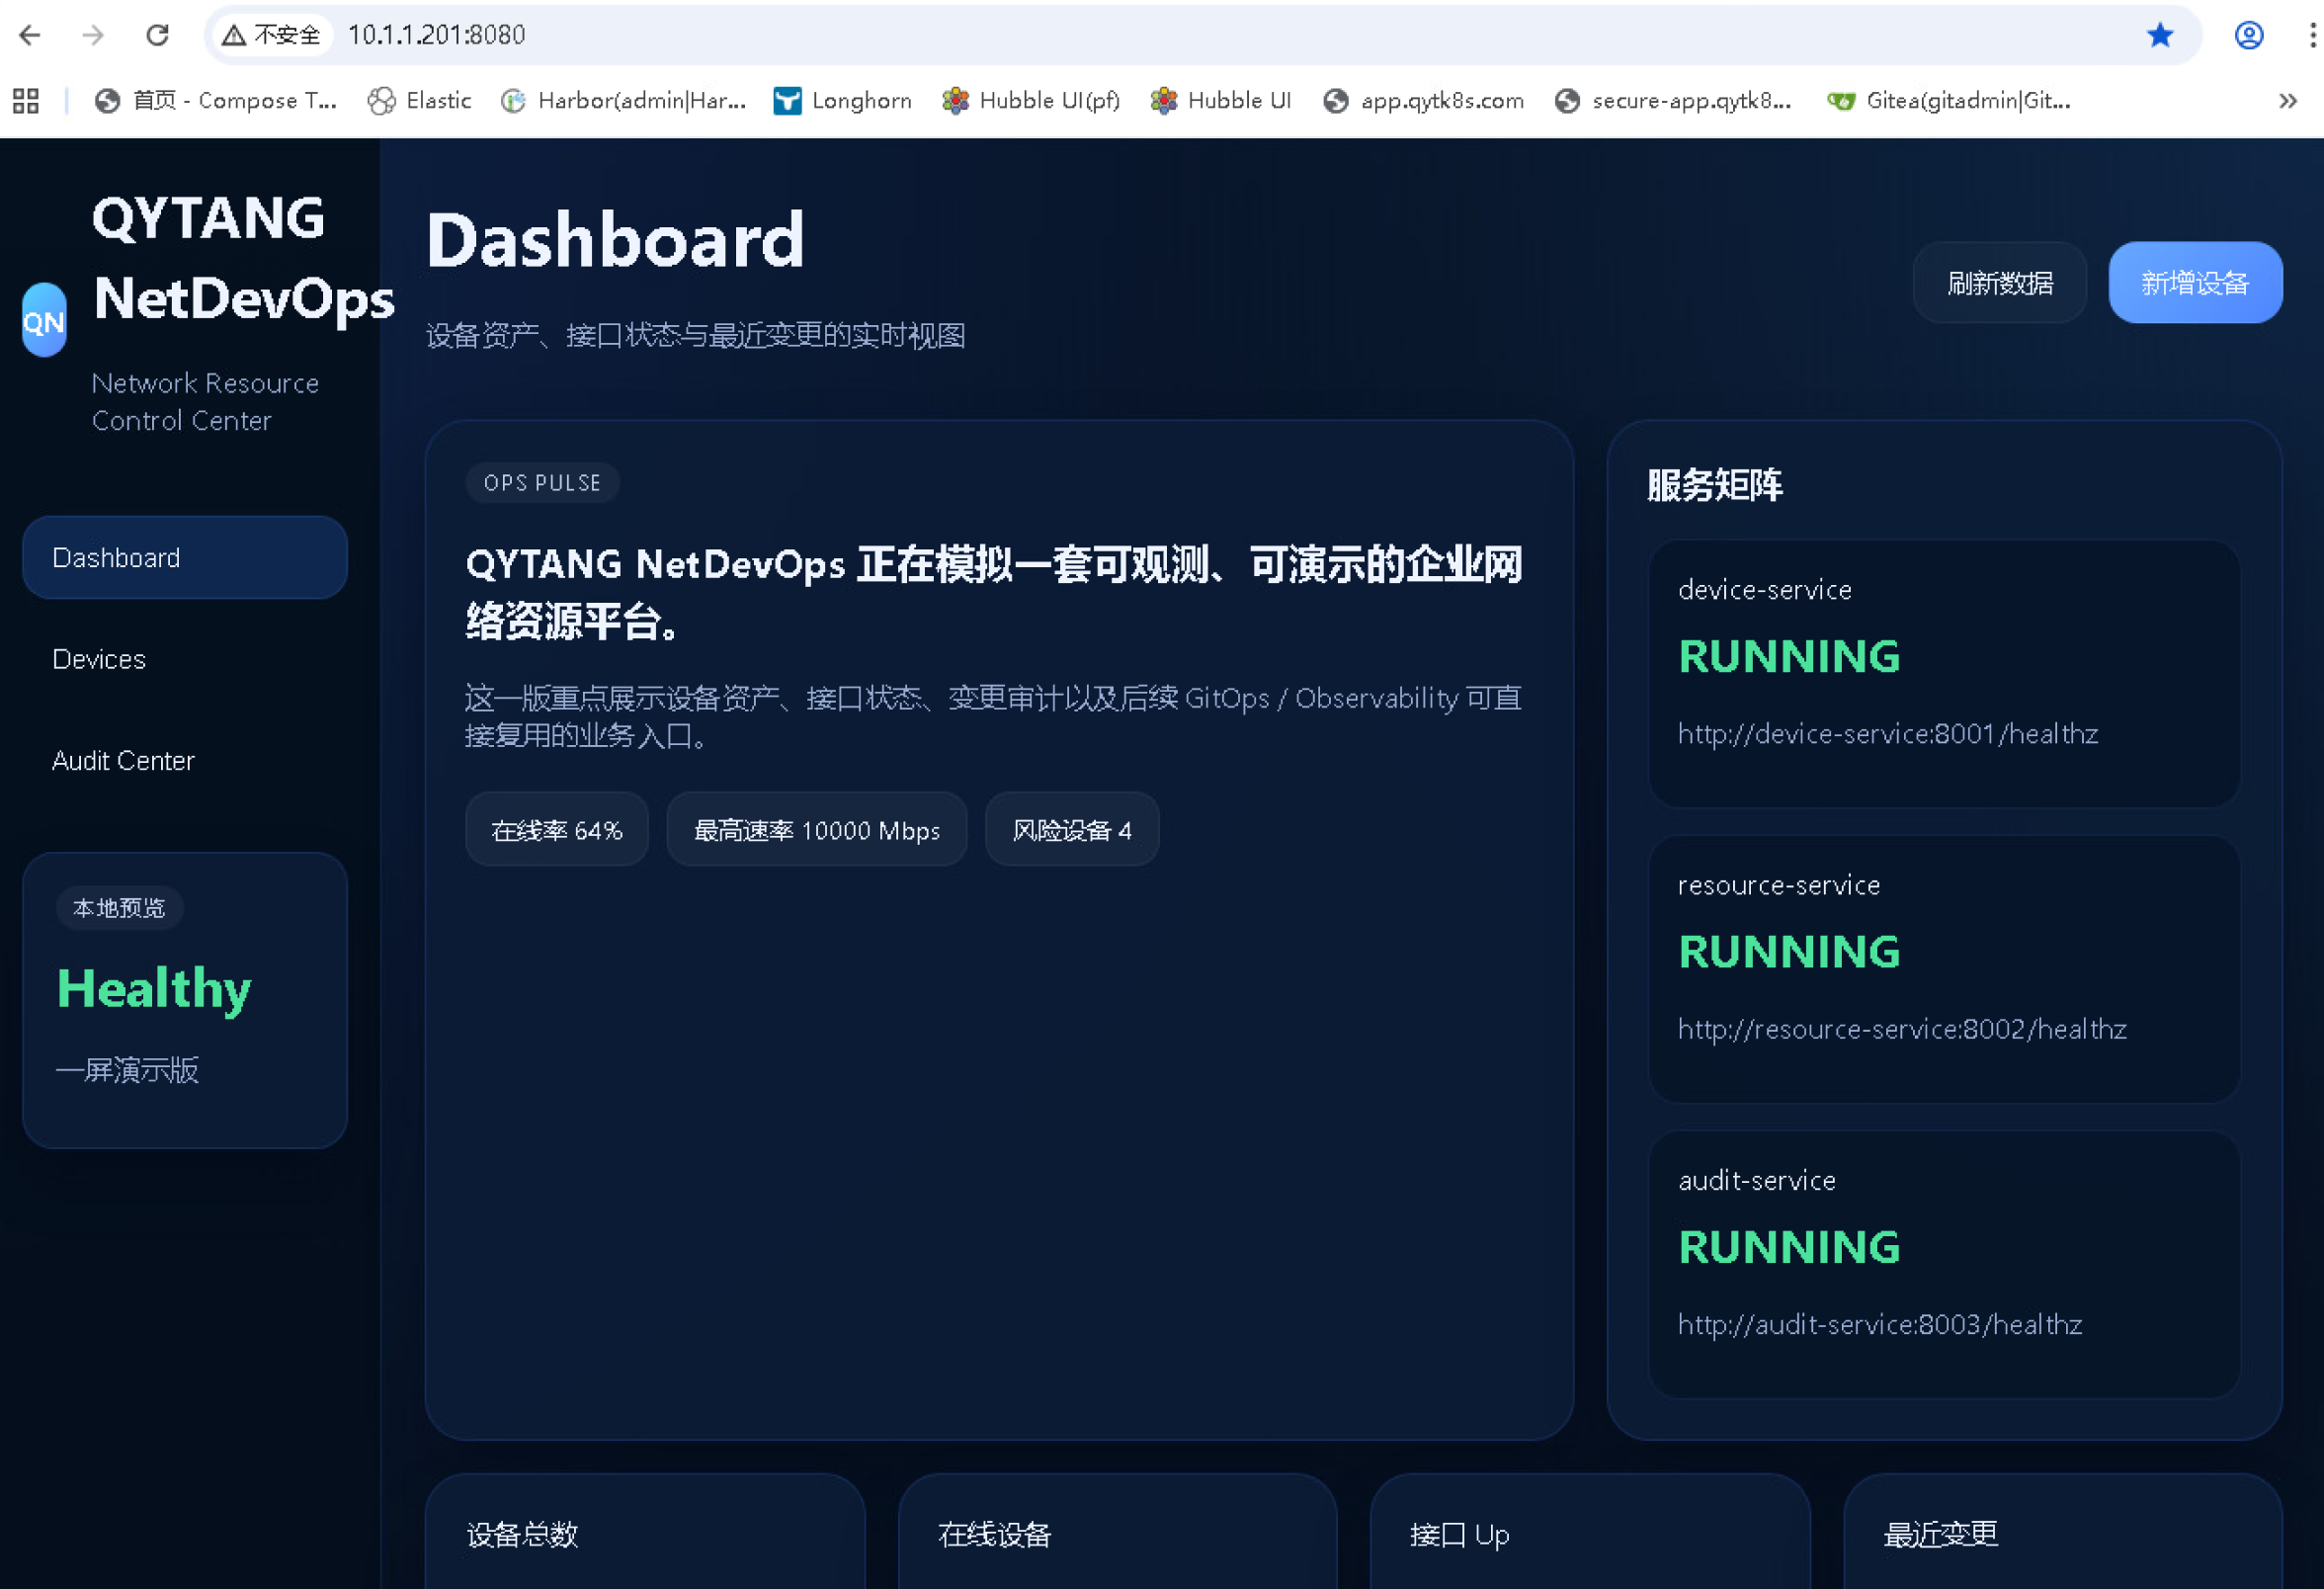 不安全
10.1.1.201:8080
首页 - Compose T...
Elastic
Harbor(admin|Har...
Longhorn
Hubble UI(pf)
Hubble UI
app.qytk8s.com
secure-app.qytk8...
Gitea(gitadmin|Git...
QN
QYTANG
NetDevOps
Network Resource
Control Center
Dashboard
Devices
Audit Center
本地预览
Healthy
一屏演示版
Dashboard
设备资产、接口状态与最近变更的实时视图
刷新数据
新增设备
OPS PULSE
QYTANG NetDevOps 正在模拟一套可观测、可演示的企业网
络资源平台。
这一版重点展示设备资产、接口状态、变更审计以及后续 GitOps / Observability 可直
接复用的业务入口。
在线率 64%
最高速率 10000 Mbps
风险设备 4
服务矩阵
device-service
RUNNING
http://device-service:8001/healthz
resource-service
RUNNING
http://resource-service:8002/healthz
audit-service
RUNNING
http://audit-service:8003/healthz
设备总数
在线设备
接口 Up
最近变更